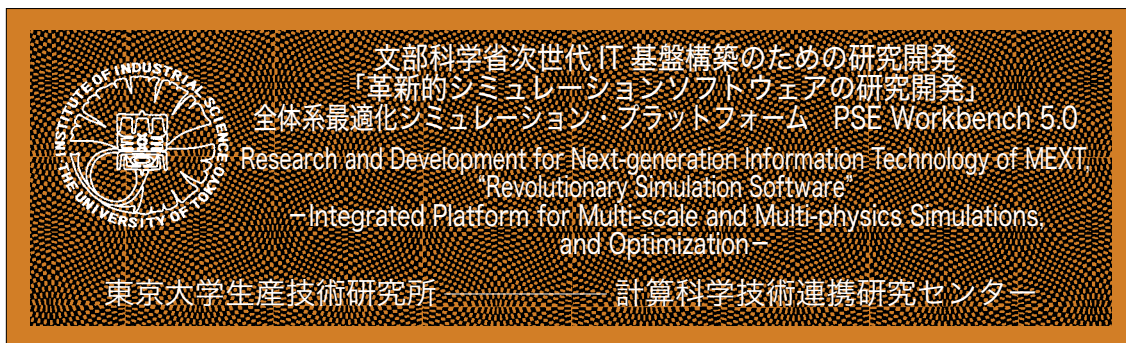 INSTITUTE OF INDUSTRIAL SCIENCE
THE UNIVERSITY OF TOKYO
文部科学省次世代 IT 基盤構築のための研究開発
「革新的シミュレーションソフトウェアの研究開発」
全体系最適化シミュレーション・プラットフォーム PSE Workbench 5.0
Research and Development for Next-generation Information Technology of MEXT,
“Revolutionary Simulation Software”
−Integrated Platform for Multi-scale and Multi-physics Simulations,
and Optimization−
東京大学生産技術研究所 ———— 計算科学技術連携研究センター